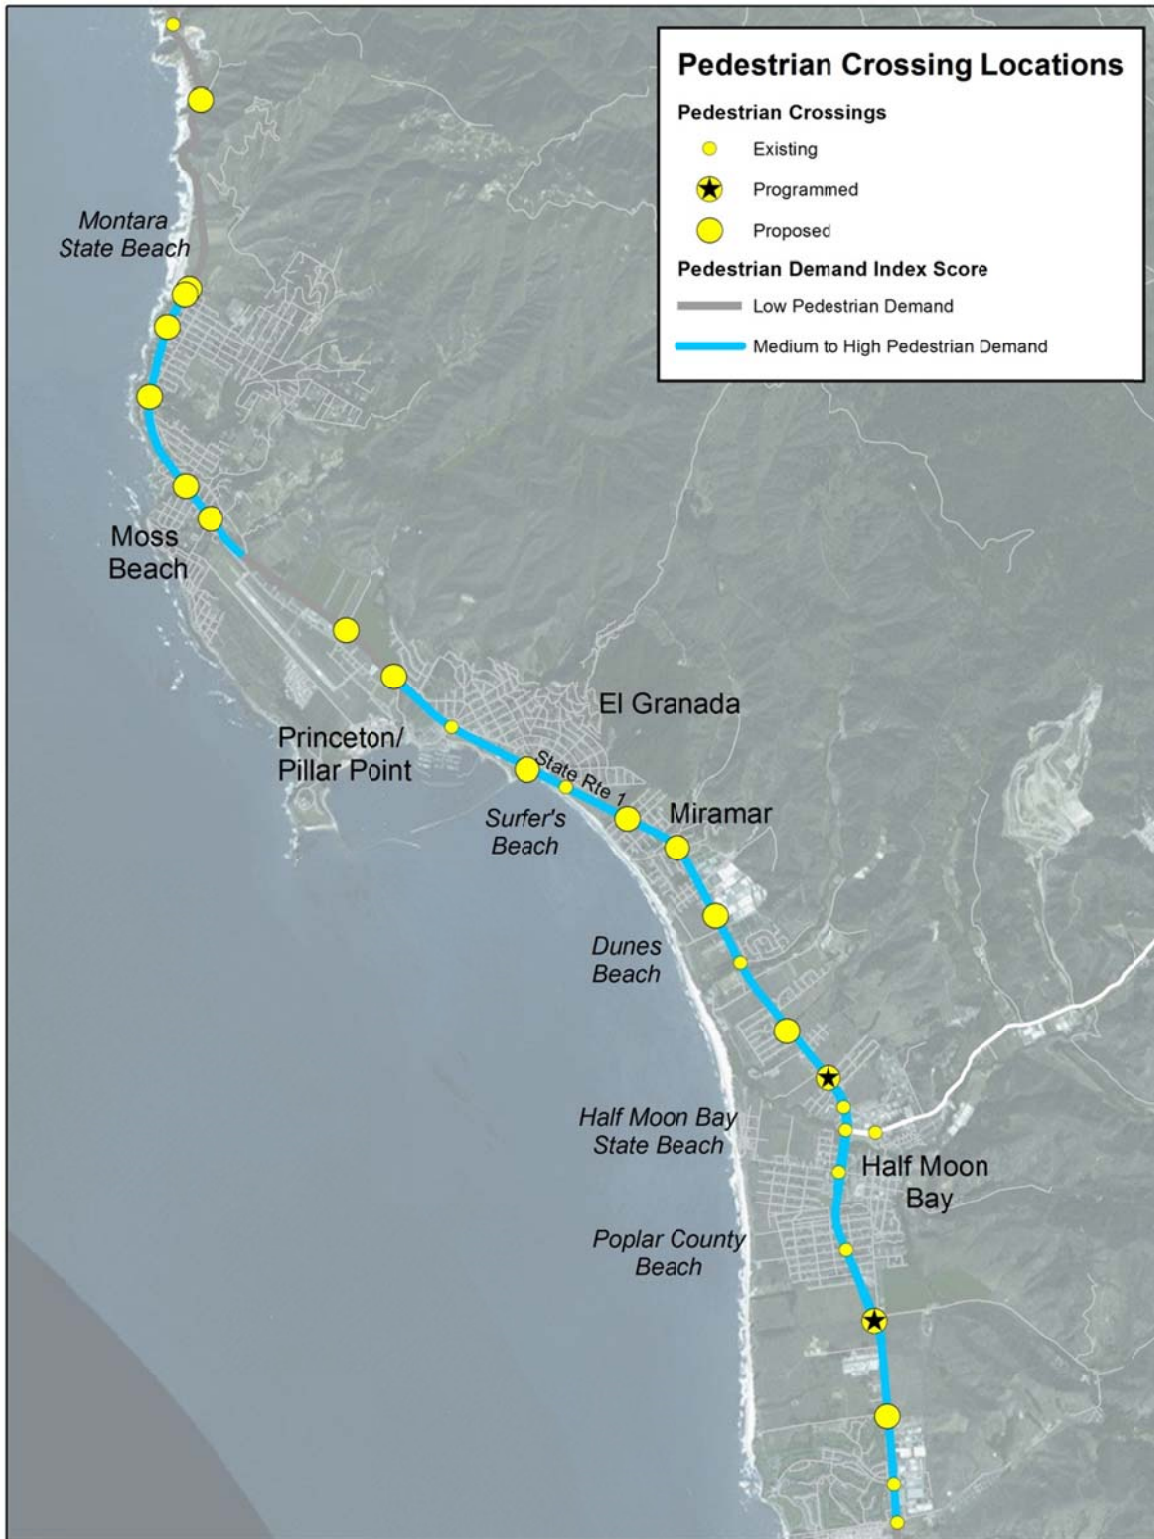 Pedestrian Crossing Locations
Pedestrian Crossings
Existing
Programmed
Proposed
Pedestrian Demand Index Score
Low Pedestrian Demand
Medium to High Pedestrian Demand
Montara
State Beach
Moss
Beach
El Granada
Princeton/
Pillar Point
State Rte 1
Surfer's
Beach
Miramar
Dunes
Beach
Half Moon Bay
State Beach
Half Moon
Bay
Poplar County
Beach